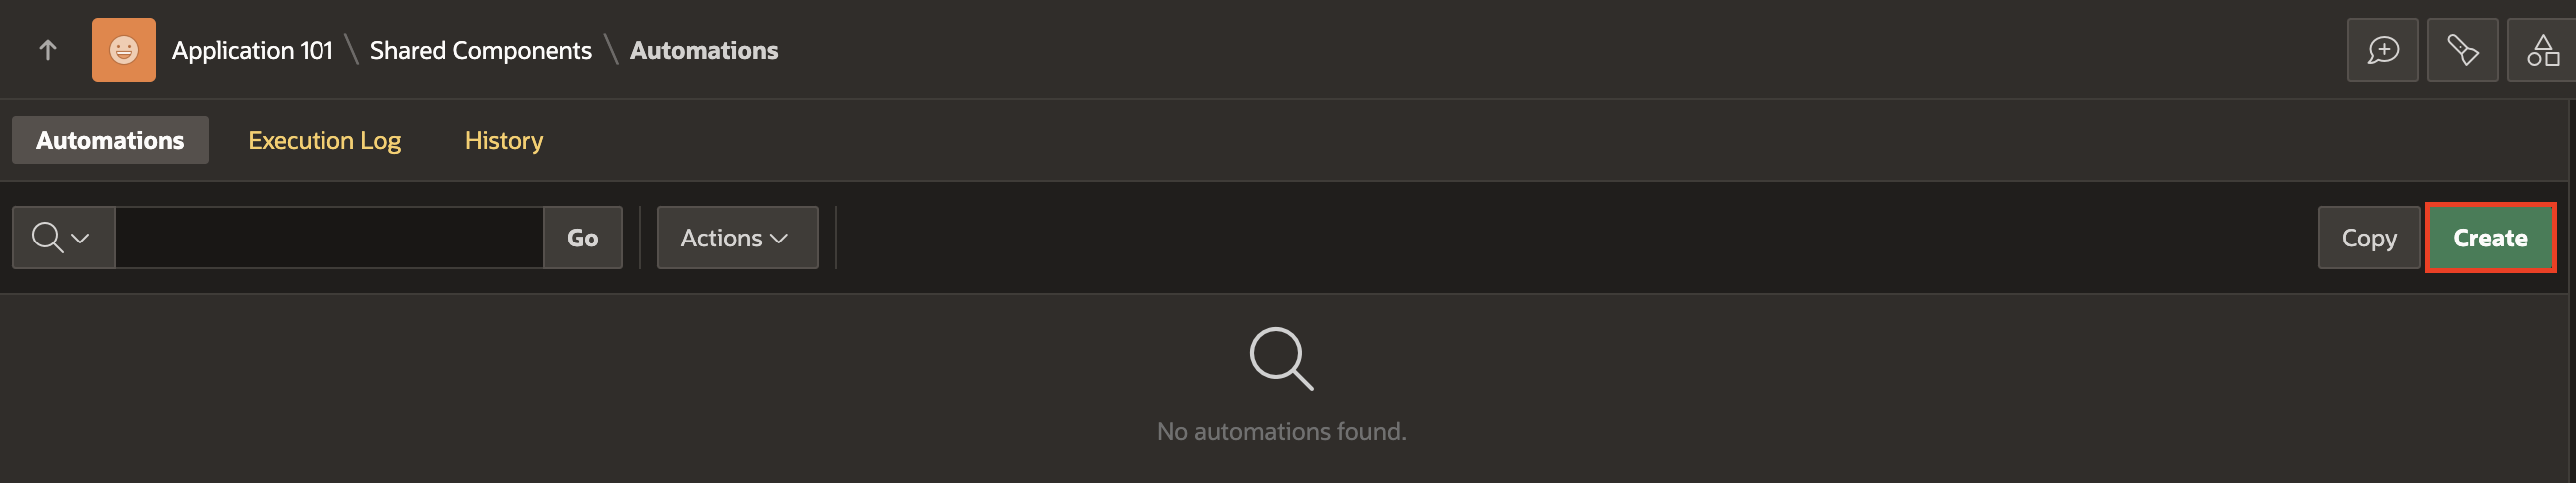 Application 101 \ Shared Components \ Automations
Automations Execution Log History
Go Actions Copy Create
No automations found.